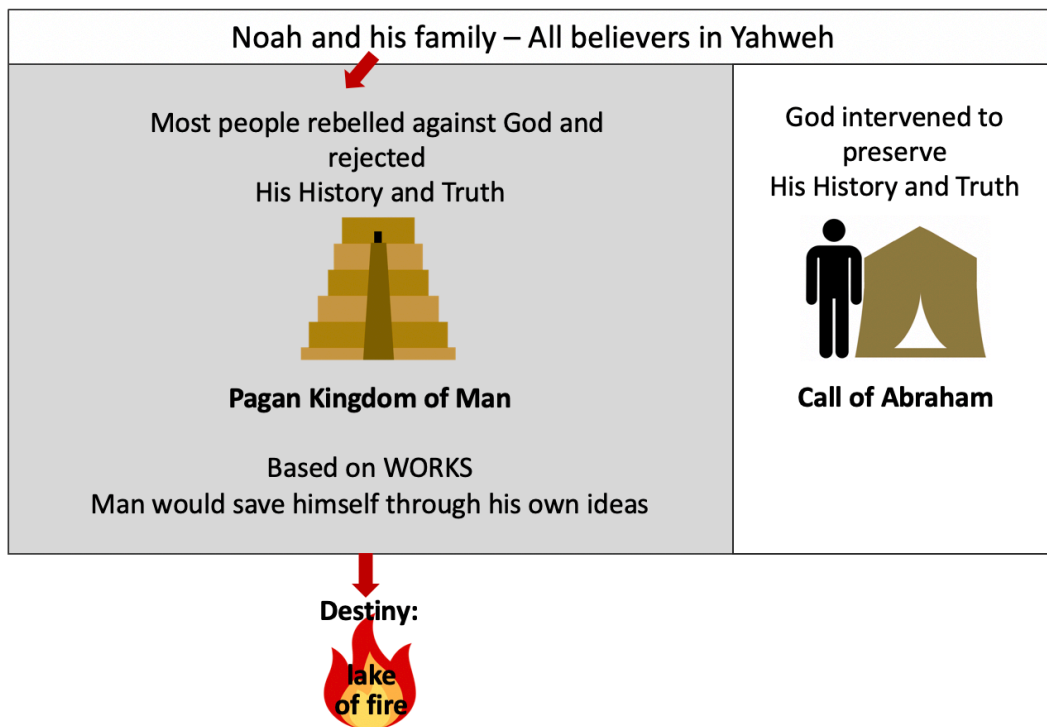 Noah and his family – All believers in Yahweh
Most people rebelled against God and
rejected
His History and Truth
Pagan Kingdom of Man
Based on WORKS
Man would save himself through his own ideas
God intervened to
preserve
His History and Truth
Call of Abraham
Destiny:
lake
of fire